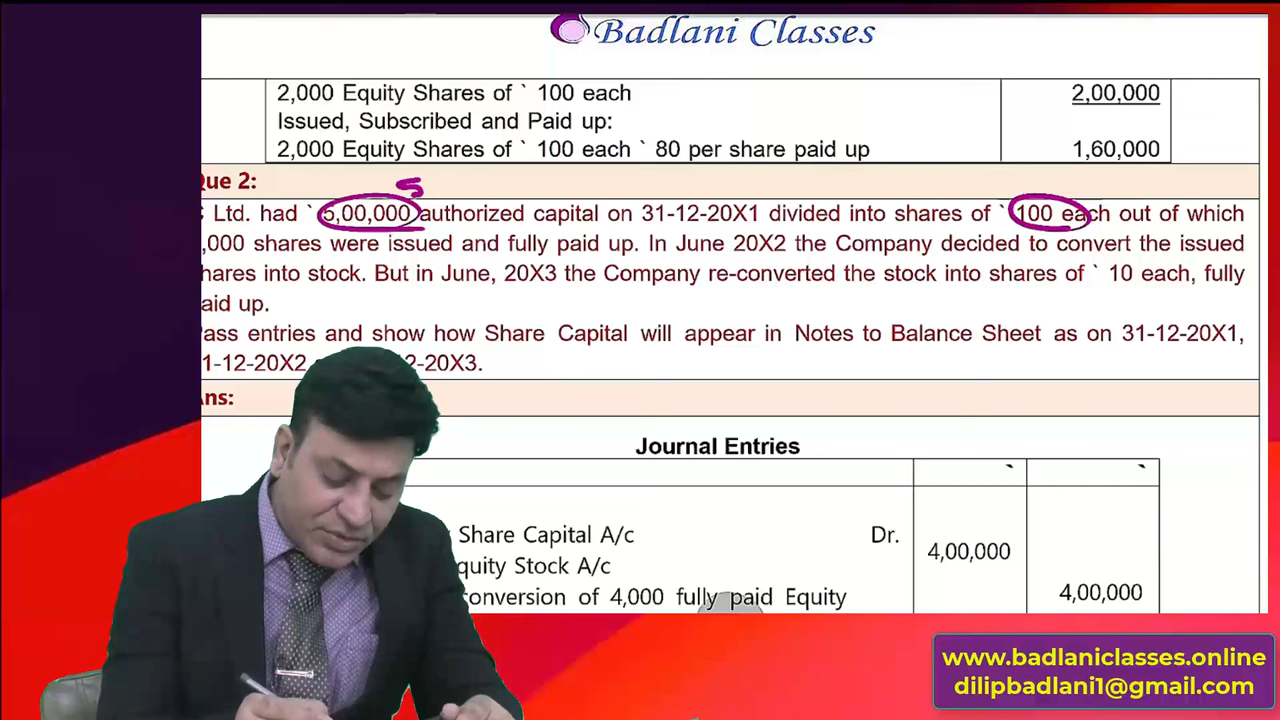 Badlani Classes
2,000 Equity Shares of ` 100 each 2,00,000
Issued, Subscribed and Paid up:
2,000 Equity Shares of ` 100 each ` 80 per share paid up 1,60,000
Que 2:
Ltd. had ` 5,00,000 authorized capital on 31-12-20X1 divided into shares of ` 100 each out of which
,000 shares were issued and fully paid up. In June 20X2 the Company decided to convert the issued
hares into stock. But in June, 20X3 the Company re-converted the stock into shares of ` 10 each, fully
aid up.
ass entries and show how Share Capital will appear in Notes to Balance Sheet as on 31-12-20X1,
1-12-20X2 2-20X3.
Ans:
Journal Entries
` `
Share Capital A/c Dr. 4,00,000
quity Stock A/c 4,00,000
conversion of 4,000 fully paid Equity
www.badlaniclasses.online
dilipbadlani1@gmail.com